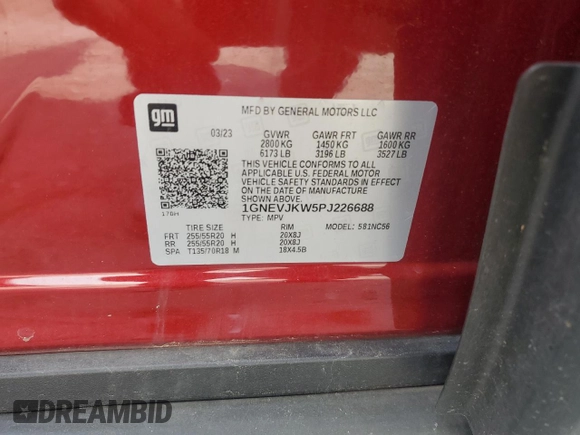 gm
MFD BY GENERAL MOTORS LLC
03/23 GVWR GAWR FRT GAWR RR
2800 KG 1450 KG 1600 KG
6173 LB 3196 LB 3527 LB
THIS VEHICLE CONFORMS TO ALL
APPLICABLE U.S. FEDERAL MOTOR
VEHICLE SAFETY STANDARDS IN EFFECT
ON THE DATE OF MANUFACTURE
SHOWN ABOVE.
1GNEVJKW5PJ226688
TYPE: MPV MODEL: 581NC56
TIRE SIZE RIM
FRT 255/55R20 H 20X8J
RR 255/55R20 H 20X8J
SPA T135/70R18 M 18X4.5B
DREAMBID